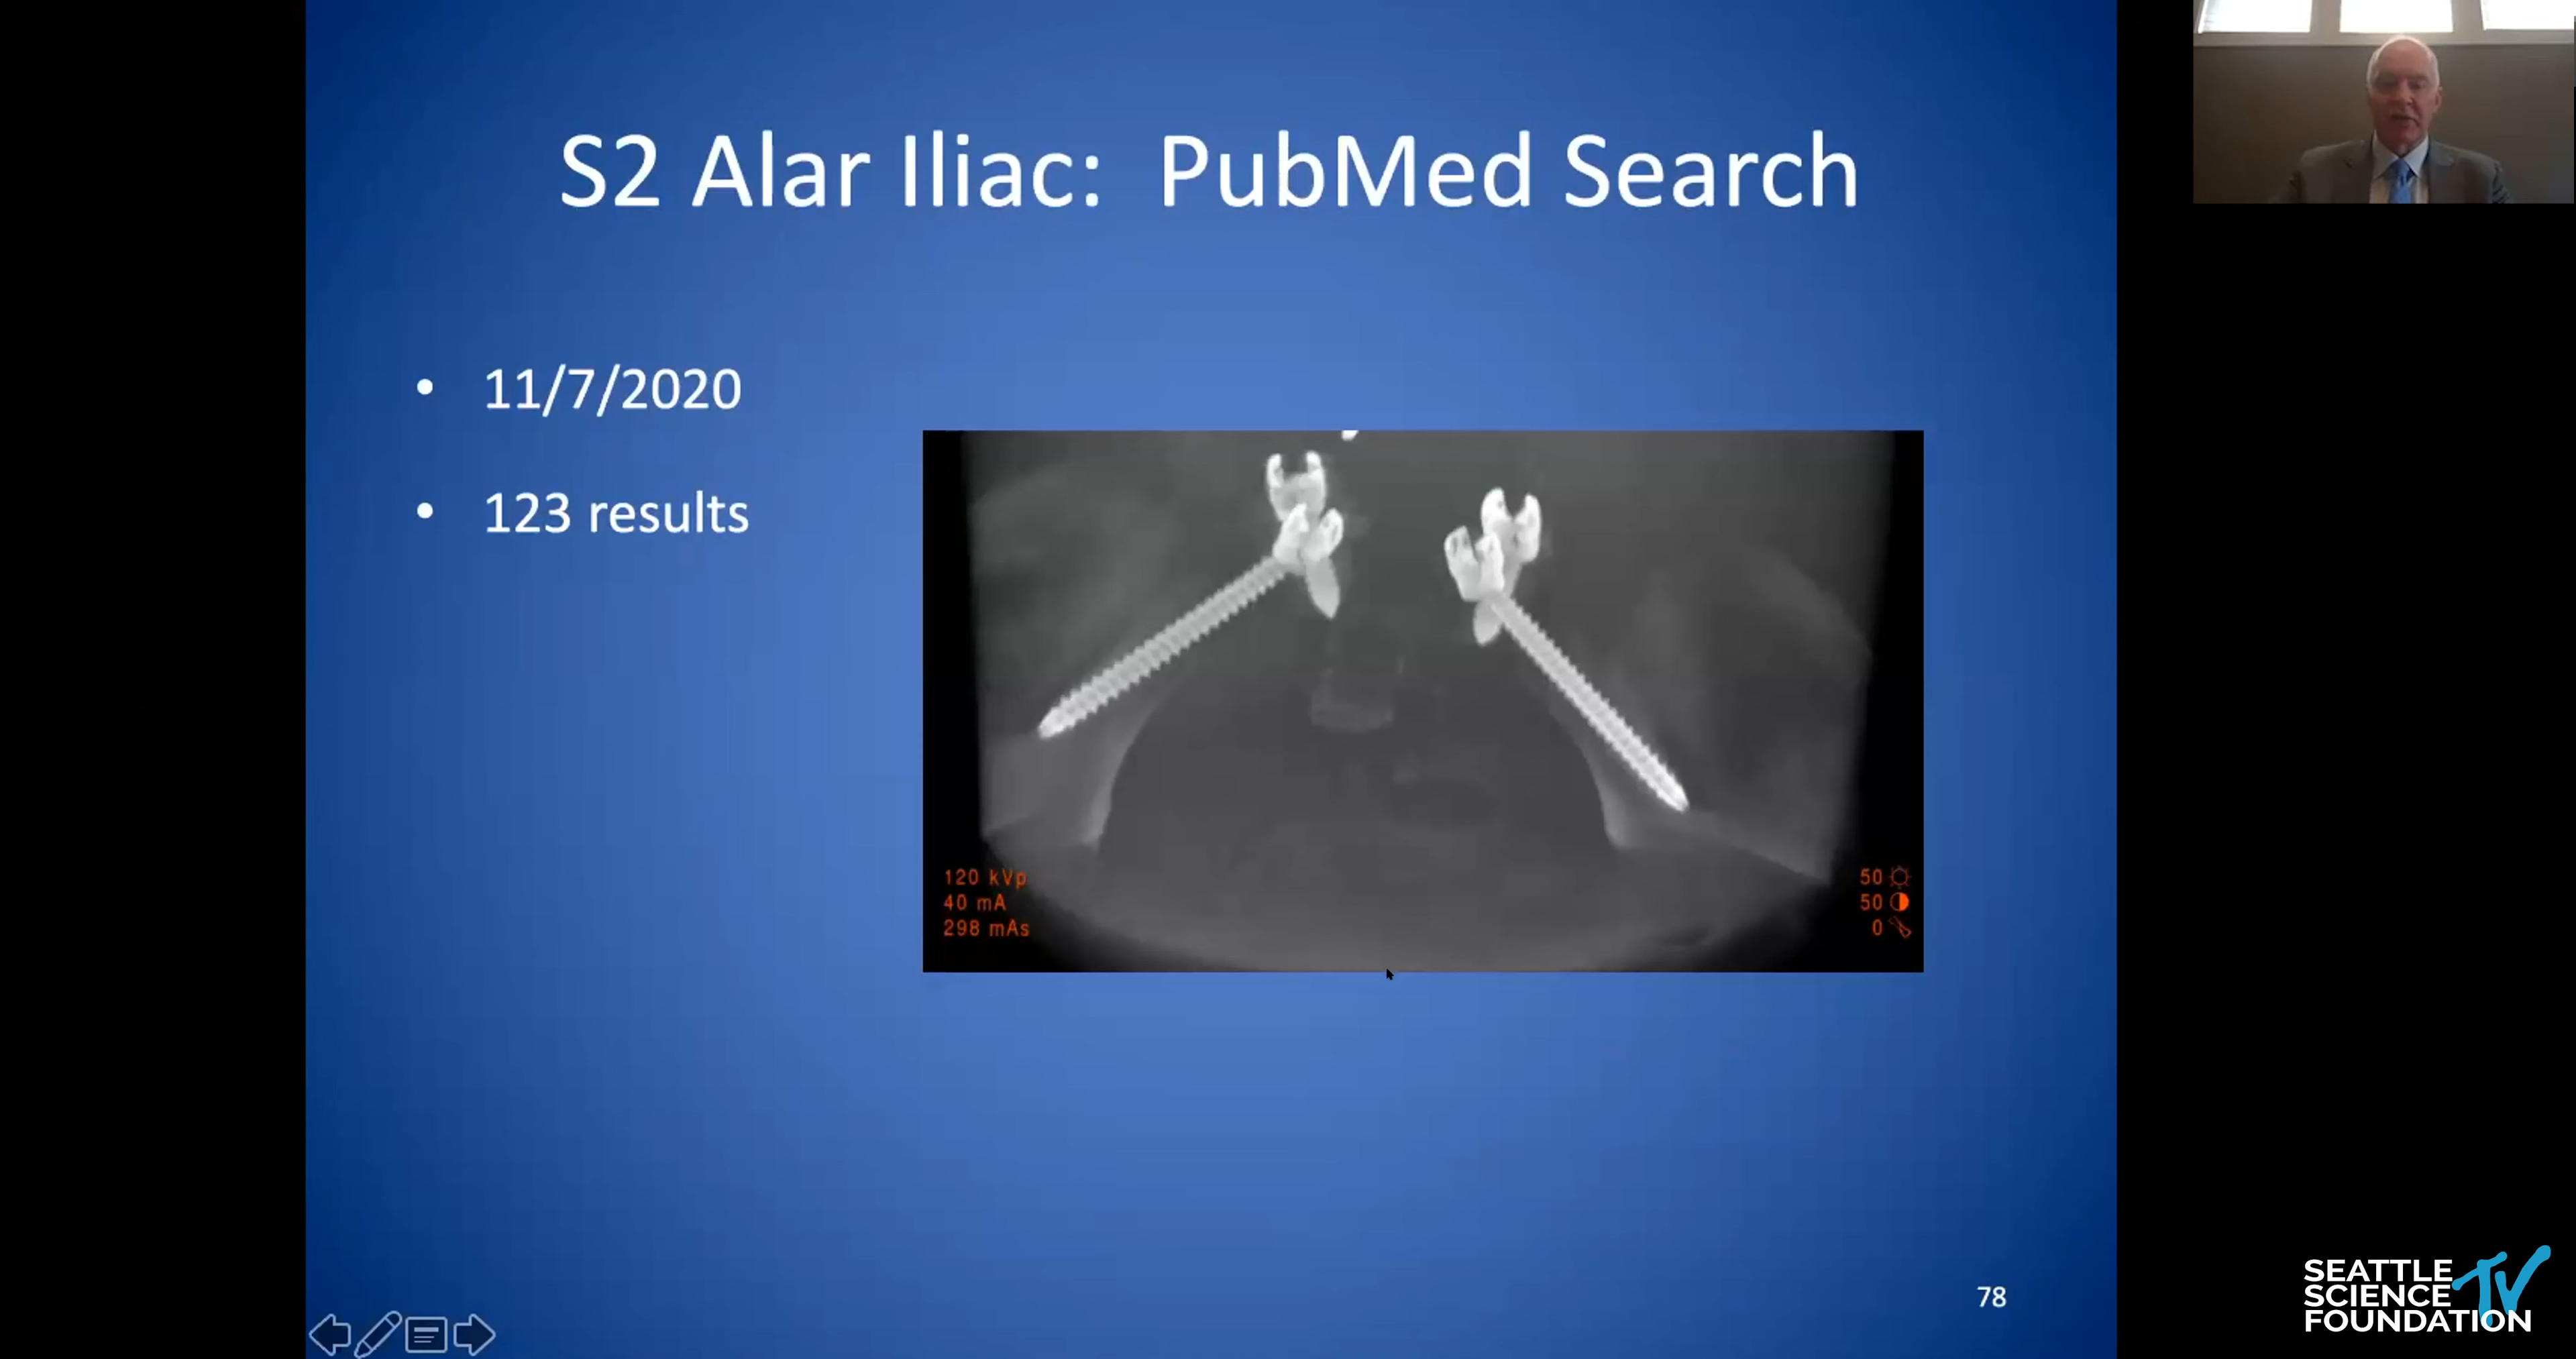 S2 Alar Iliac: PubMed Search
• 11/7/2020
• 123 results
120 kVp
40 mA
298 mAs
50
50
0
78
SEATTLE
SCIENCE
FOUNDATION
TV